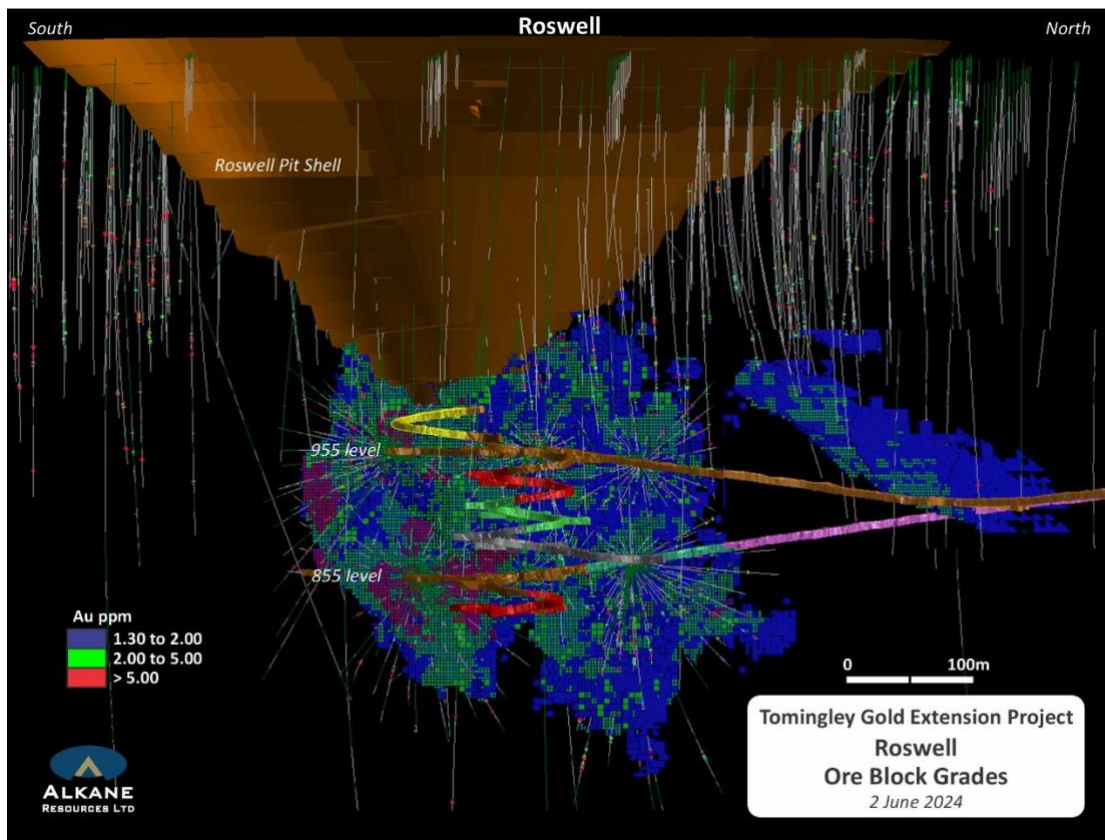 Roswell
South
North
Roswell Pit Shell
955 level
855 level
Au ppm
1.30 to 2.00
2.00 to 5.00
> 5.00
0 100m
Tomingley Gold Extension Project
Roswell
Ore Block Grades
2 June 2024
ALKANE
RESOURCES LTD